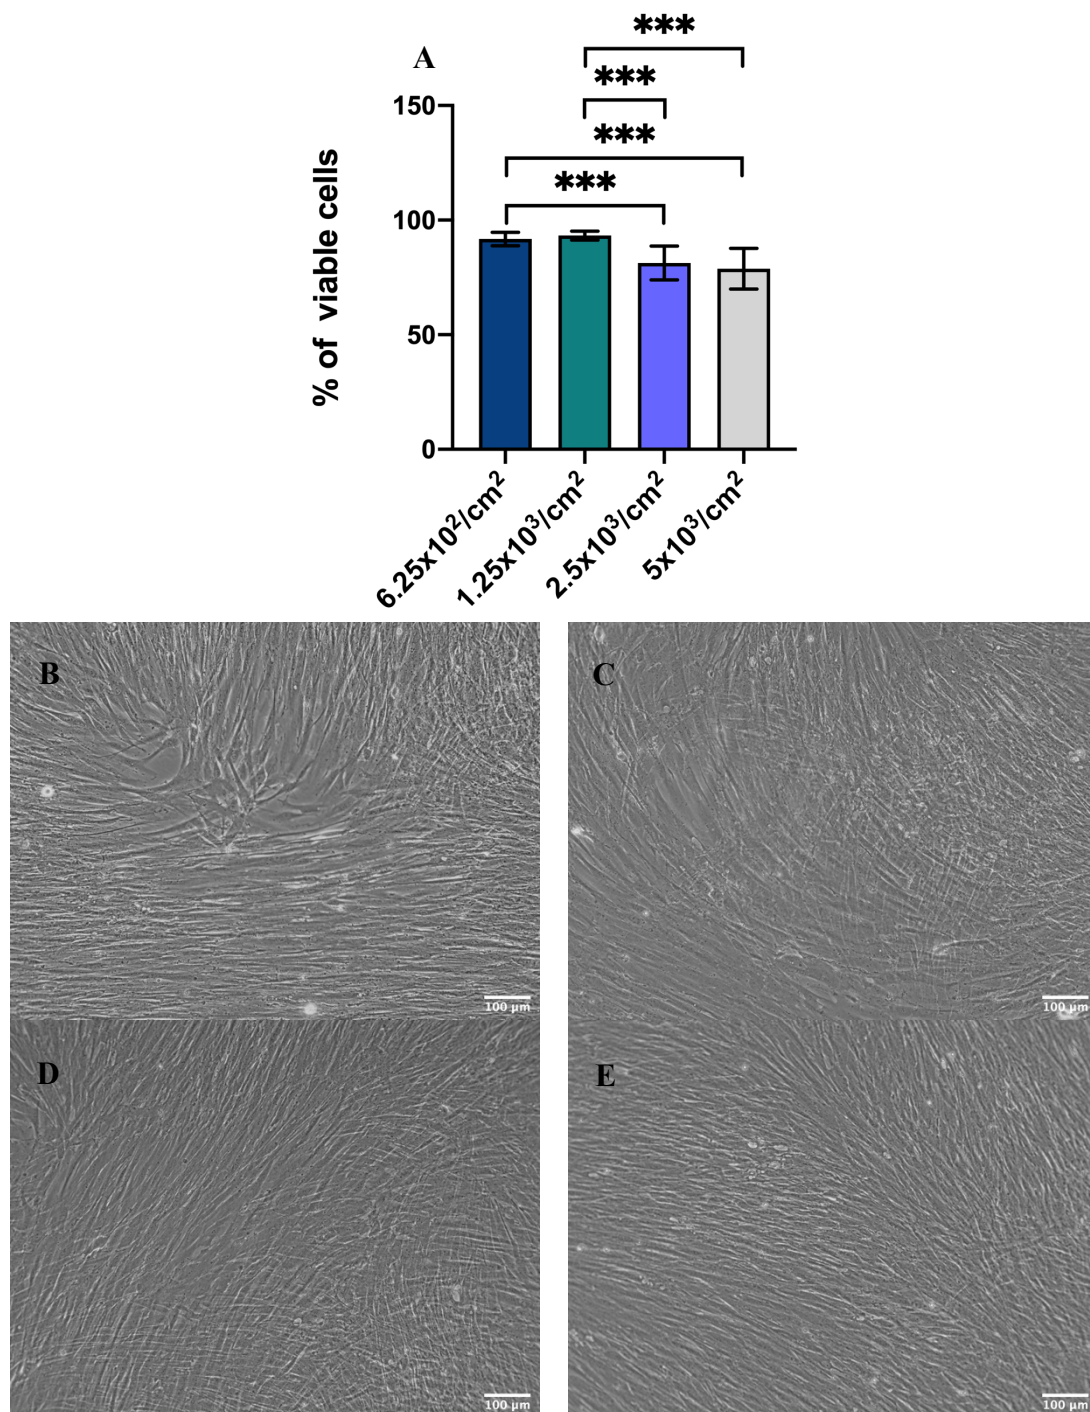 A
***
***
***
***
150
100
50
0
% of viable cells
6.25x10²/cm²
1.25x10³/cm²
2.5x10³/cm²
5x10³/cm²
B
100 µm
C
100 µm
D
100 µm
E
100 µm